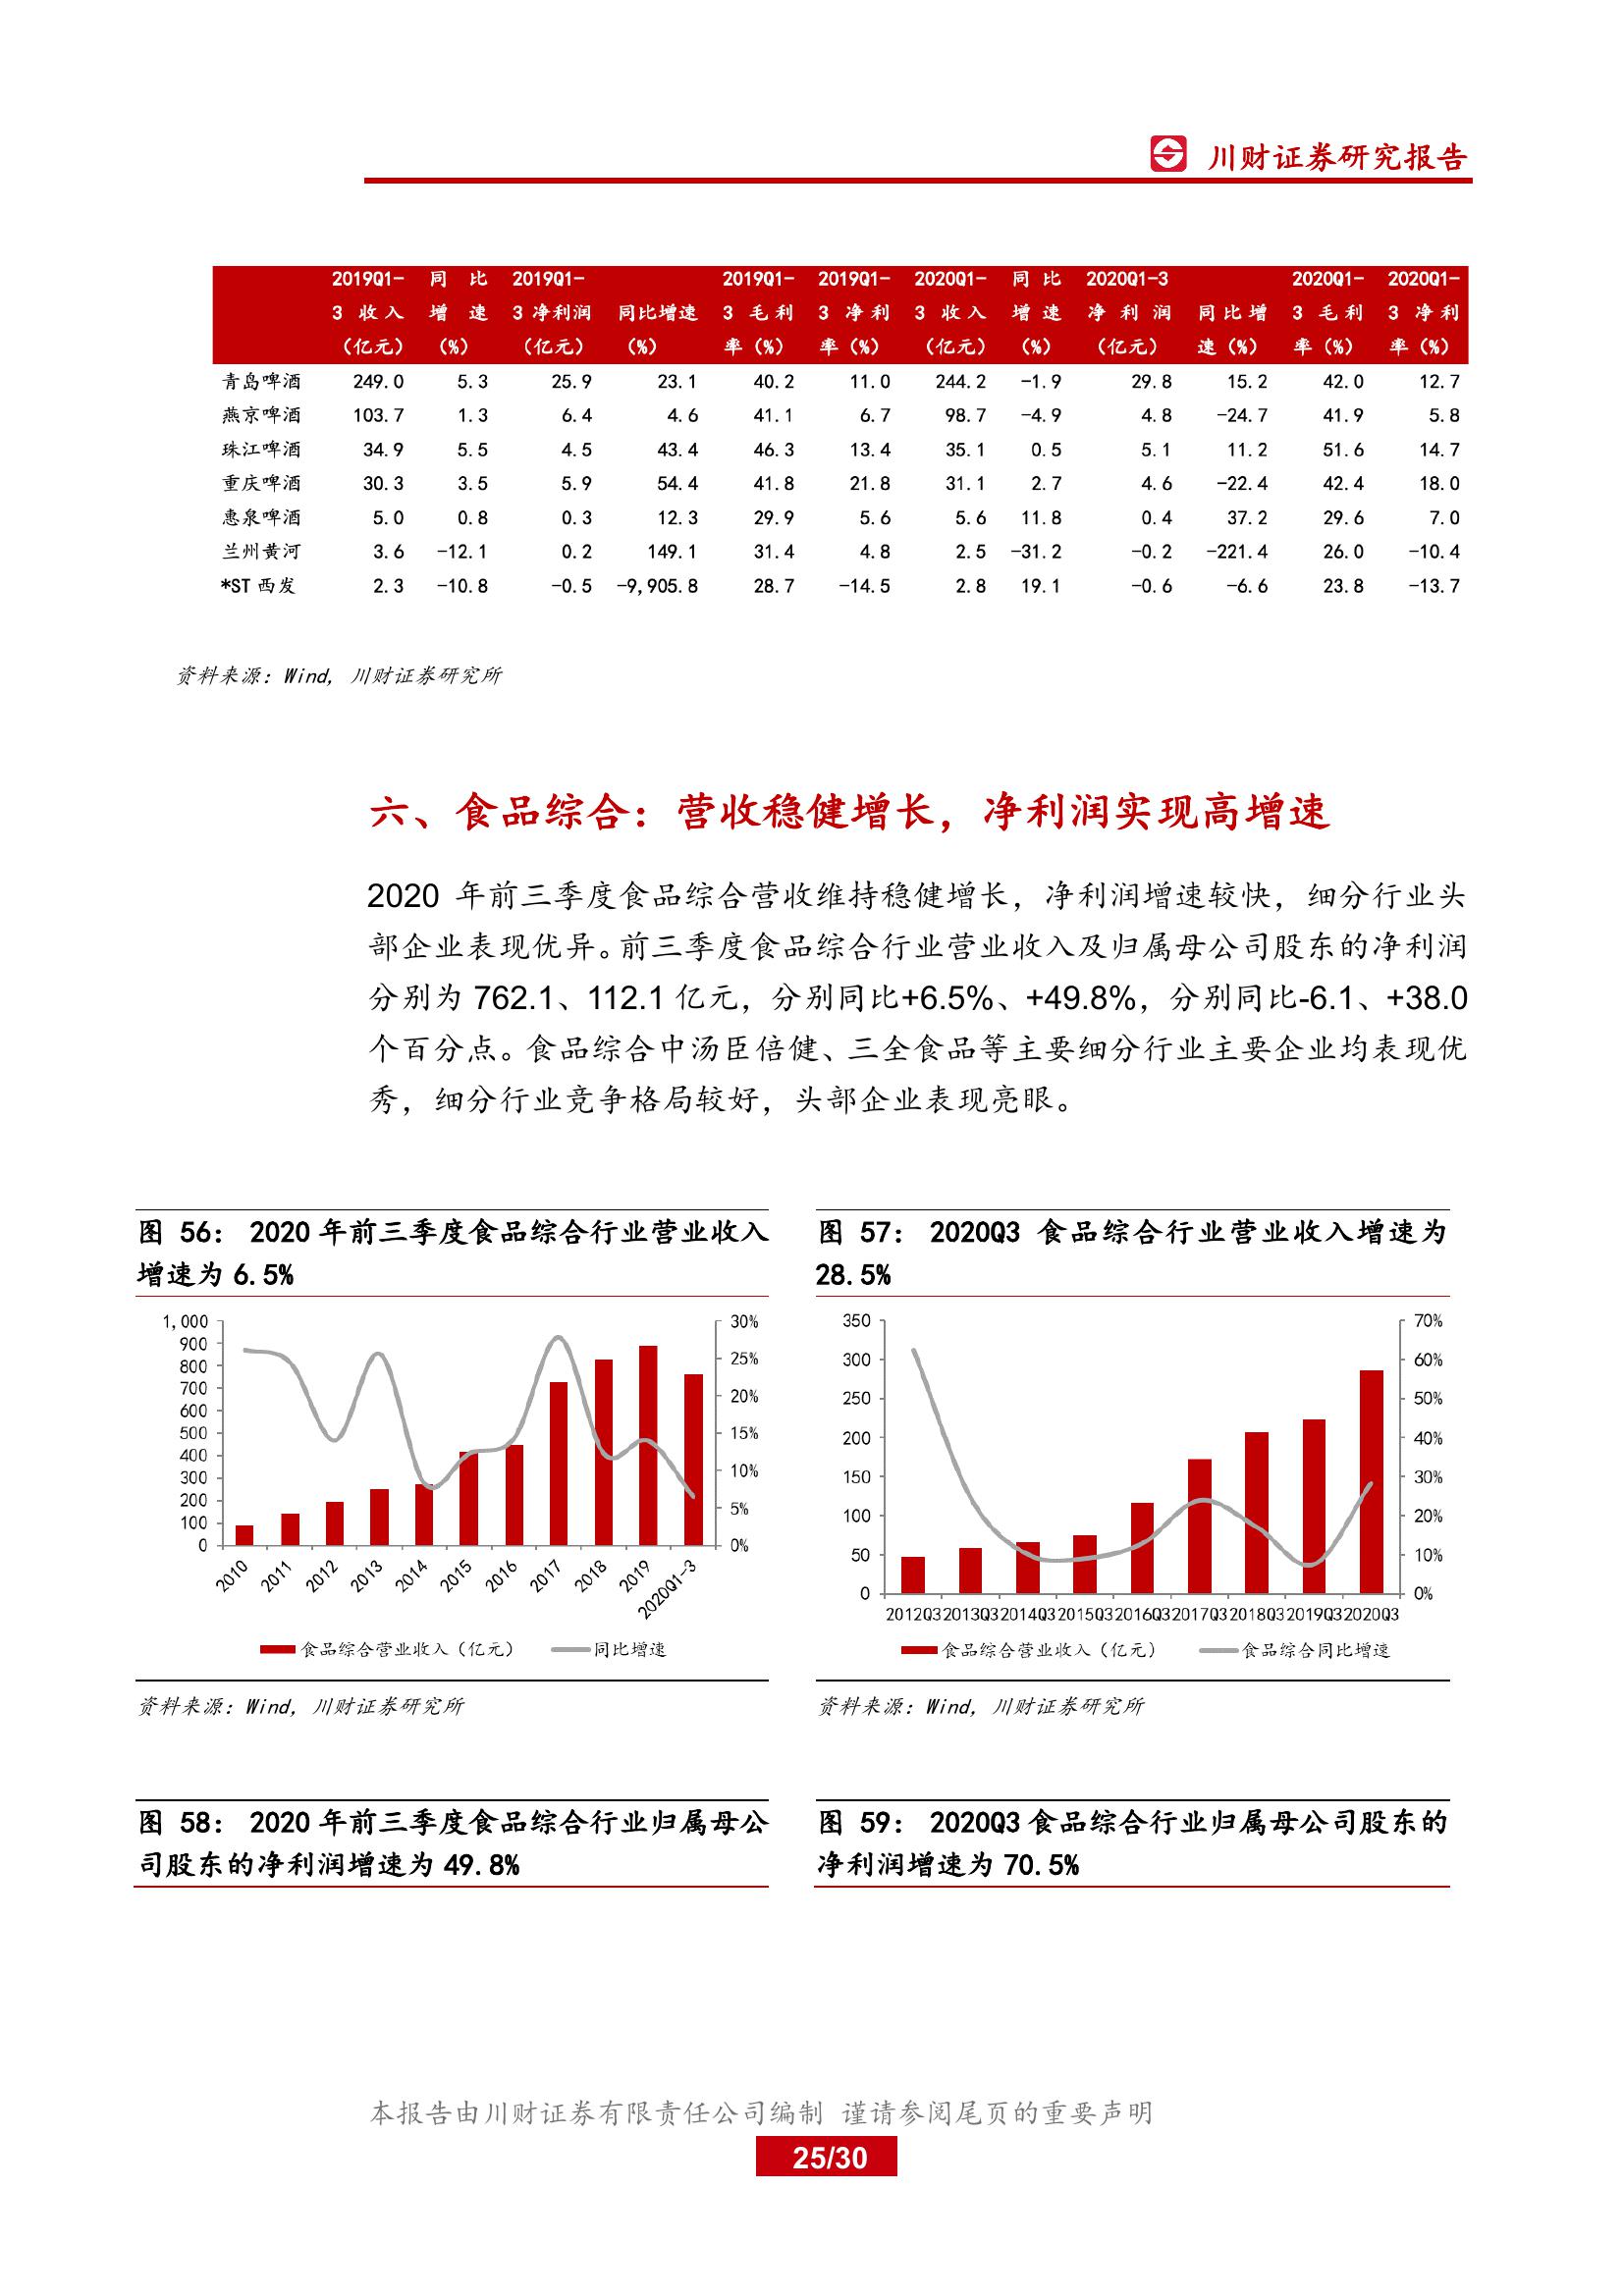 川财证券研究报告
2019Q1- 同 比 2019Q1- 2019Q1- 2019Q1- 2020Q1- 同 比 2020Q1-3 2020Q1- 2020Q1-
3 收入 增 速 3 净利润 同比增速 3 毛利 3 净利 3 收入 增 速 净 利 润 同比增 3 毛利 3 净利
（亿元） （%） （亿元） （%） 率（%） 率（%） （亿元） （%） （亿元） 速（%） 率（%） 率（%）
青岛啤酒 249.0 5.3 25.9 23.1 40.2 11.0 244.2 -1.9 29.8 15.2 42.0 12.7
燕京啤酒 103.7 1.3 6.4 4.6 41.1 6.7 98.7 -4.9 4.8 -24.7 41.9 5.8
珠江啤酒 34.9 5.5 4.5 43.4 46.3 13.4 35.1 0.5 5.1 11.2 51.6 14.7
重庆啤酒 30.3 3.5 5.9 54.4 41.8 21.8 31.1 2.7 4.6 -22.4 42.4 18.0
惠泉啤酒 5.0 0.8 0.3 12.3 29.9 5.6 5.6 11.8 0.4 37.2 29.6 7.0
兰州黄河 3.6 -12.1 0.2 149.1 31.4 4.8 2.5 -31.2 -0.2 -221.4 26.0 -10.4
*ST 西发 2.3 -10.8 -0.5 -9,905.8 28.7 -14.5 2.8 19.1 -0.6 -6.6 23.8 -13.7
资料来源：Wind, 川财证券研究所
六、食品综合：营收稳健增长，净利润实现高增速
2020 年前三季度食品综合营收维持稳健增长，净利润增速较快，细分行业头
部企业表现优异。前三季度食品综合行业营业收入及归属母公司股东的净利润
分别为 762.1、112.1 亿元，分别同比+6.5%、+49.8%，分别同比-6.1、+38.0
个百分点。食品综合中汤臣倍健、三全食品等主要细分行业主要企业均表现优
秀，细分行业竞争格局较好，头部企业表现亮眼。
图 56： 2020 年前三季度食品综合行业营业收入
增速为 6.5%
1,000
900
800
700
600
500
400
300
200
100
0
30%
25%
20%
15%
10%
5%
0%
2010 2011 2012 2013 2014 2015 2016 2017 2018 2019 2020Q1-3
食品综合营业收入（亿元） 同比增速
资料来源：Wind, 川财证券研究所
图 57： 2020Q3 食品综合行业营业收入增速为
28.5%
350
300
250
200
150
100
50
0
70%
60%
50%
40%
30%
20%
10%
0%
2012Q3 2013Q3 2014Q3 2015Q3 2016Q3 2017Q3 2018Q3 2019Q3 2020Q3
食品综合营业收入（亿元） 食品综合同比增速
资料来源：Wind, 川财证券研究所
图 58： 2020 年前三季度食品综合行业归属母公
司股东的净利润增速为 49.8%
图 59： 2020Q3 食品综合行业归属母公司股东的
净利润增速为 70.5%
本报告由川财证券有限责任公司编制 谨请参阅尾页的重要声明
25/30